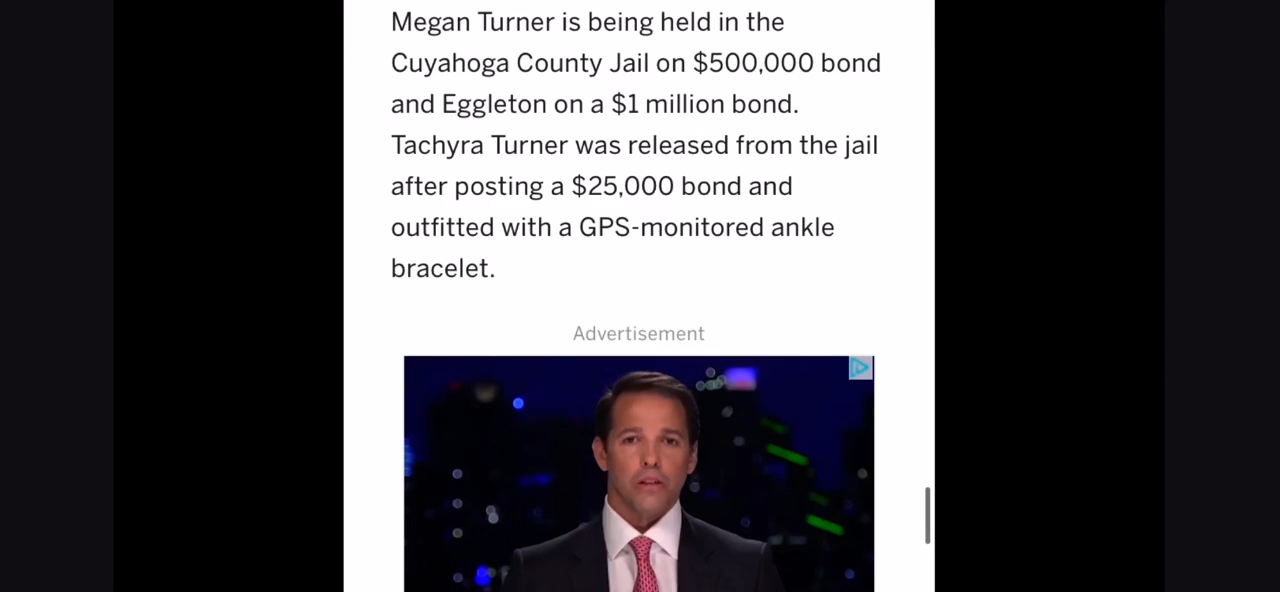 Megan Turner is being held in the
Cuyahoga County Jail on $500,000 bond
and Eggleton on a $1 million bond.
Tachyra Turner was released from the jail
after posting a $25,000 bond and
outfitted with a GPS-monitored ankle
bracelet.
Advertisement